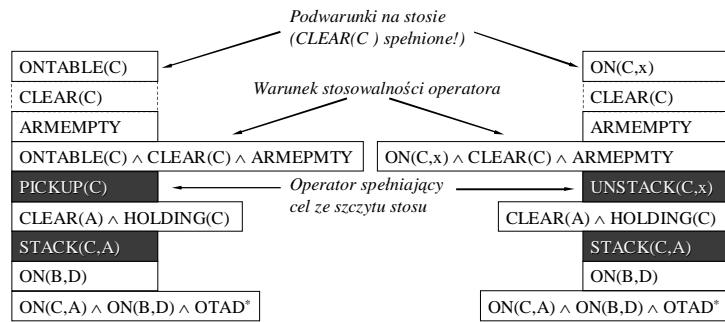 Podwarunki na stosie
(CLEAR(C ) spełnione!)
ONTABLE(C)
ON(C,x)
CLEAR(C)
Warunek stosowalności operatora
CLEAR(C)
ARMEMPTY
ARMEMPTY
ONTABLE(C) ∧ CLEAR(C) ∧ ARMEPMTY
ON(C,x) ∧ CLEAR(C) ∧ ARMEPMTY
PICKUP(C)
Operator spełniający
cel ze szczytu stosu
UNSTACK(C,x)
CLEAR(A) ∧ HOLDING(C)
CLEAR(A) ∧ HOLDING(C)
STACK(C,A)
STACK(C,A)
ON(B,D)
ON(B,D)
ON(C,A) ∧ ON(B,D) ∧ OTAD*
ON(C,A) ∧ ON(B,D) ∧ OTAD*